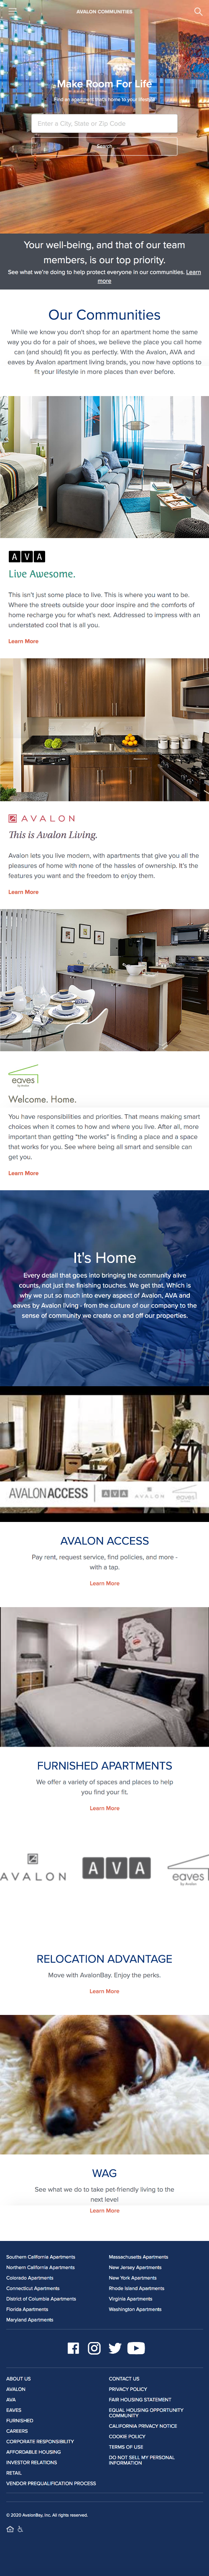 AVALON COMMUNITIES
Make Room For Life
Find an apartment that's home to your lifestyle
Enter a City, State or Zip Code
Search
Your well-being, and that of our team
members, is our top priority.
See what we're doing to help protect everyone in our communities. Learn
more
Our Communities
While we know you don't shop for an apartment home the same
way you do for a pair of shoes, we believe the place you call home
can (and should) fit you as perfectly. With the Avalon, AVA and
eaves by Avalon apartment living brands, you now have options to
fit your lifestyle in more places than ever before.
AVA
Live Awesome.
This isn't just some place to live. This is where you want to be.
Where the streets outside your door inspire and the comforts of
home recharge you for what's next. Addressed to impress with an
understated cool that is all you.
Learn More
AVALON
This is Avalon Living.
Avalon lets you live modern, with apartments that give you all the
pleasures of home with none of the hassles of ownership. It's the
features you want and the freedom to enjoy them.
Learn More
eaves
by Avalon
Welcome. Home.
You have responsibilities and priorities. That means making smart
choices when it comes to how and where you live. After all, more
important than getting "the works" is finding a place and a space
that works for you. See where being all smart and sensible can
get you.
Learn More
It's Home
Every detail that goes into bringing the community alive
counts, not just the finishing touches. We get that. Which is
why we put so much into every aspect of Avalon, AVA and
eaves by Avalon living - from the culture of our company to the
sense of community we create on and off our properties.
AVALONACCESS AVA AVALON eaves
AVALON ACCESS
Pay rent, request service, find policies, and more -
with a tap.
Learn More
FURNISHED APARTMENTS
We offer a variety of spaces and places to help
you find your fit.
Learn More
AVALON AVA eaves
by Avalon
RELOCATION ADVANTAGE
Move with AvalonBay. Enjoy the perks.
Learn More
WAG
See what we do to take pet-friendly living to the
next level
Learn More
Southern California Apartments
Northern California Apartments
Colorado Apartments
Connecticut Apartments
District of Columbia Apartments
Florida Apartments
Maryland Apartments
Massachusetts Apartments
New Jersey Apartments
New York Apartments
Rhode Island Apartments
Virginia Apartments
Washington Apartments
ABOUT US
AVALON
AVA
EAVES
FURNISHED
CAREERS
CORPORATE RESPONSIBILITY
AFFORDABLE HOUSING
INVESTOR RELATIONS
RETAIL
VENDOR PREQUALIFICATION PROCESS
CONTACT US
PRIVACY POLICY
FAIR HOUSING STATEMENT
EQUAL HOUSING OPPORTUNITY
COMMUNITY
CALIFORNIA PRIVACY NOTICE
COOKIE POLICY
TERMS OF USE
DO NOT SELL MY PERSONAL
INFORMATION
© 2020 AvalonBay, Inc. All rights reserved.